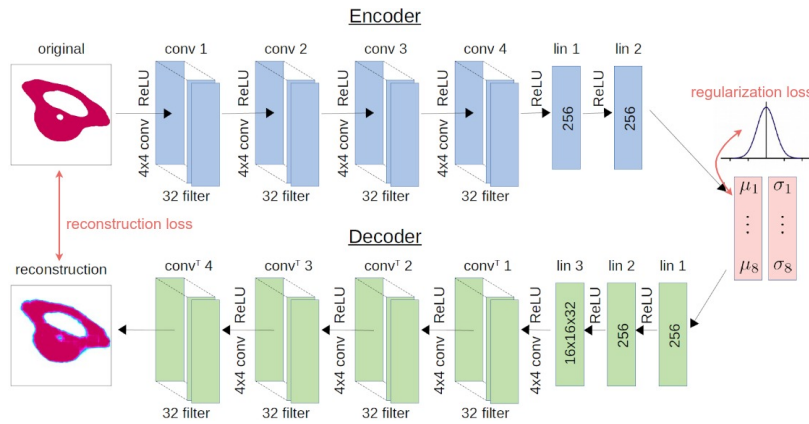 Encoder
original
conv 1
conv 2
conv 3
conv 4
lin 1
lin 2
4x4 conv
ReLU
4x4 conv
ReLU
4x4 conv
ReLU
4x4 conv
ReLU
ReLU
256
ReLU
256
32 filter
32 filter
32 filter
32 filter
regularization loss
μ₁
σ₁
⋮
⋮
μ₈
σ₈
reconstruction loss
Decoder
reconstruction
convᵀ 4
convᵀ 3
convᵀ 2
convᵀ 1
lin 3
lin 2
lin 1
4x4 conv
ReLU
4x4 conv
ReLU
4x4 conv
ReLU
4x4 conv
ReLU
16x16x32
ReLU
256
ReLU
256
32 filter
32 filter
32 filter
32 filter